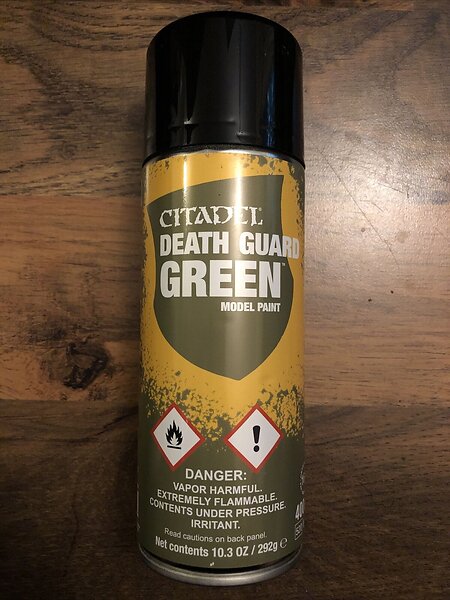 CITADEL®
DEATH GUARD
GREEN™
MODEL PAINT
DANGER:
VAPOR HARMFUL.
EXTREMELY FLAMMABLE.
CONTENTS UNDER PRESSURE.
IRRITANT.
Read cautions on back panel.
Net contents 10.3 OZ / 292g ℮